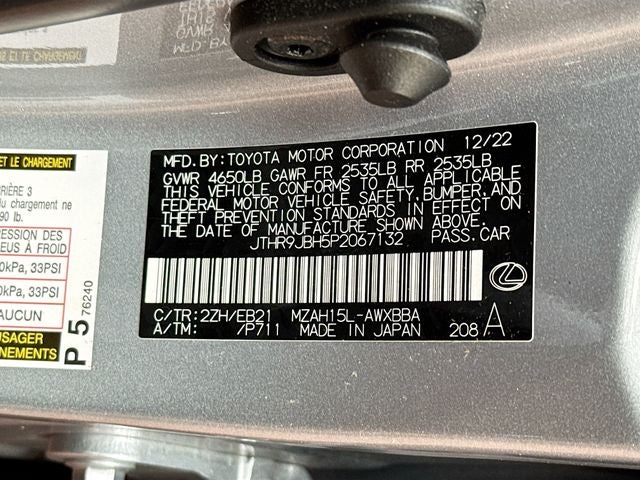 MFD. BY: TOYOTA MOTOR CORPORATION 12/22
GVWR 4650LB GAWR FR 2535LB RR 2535LB
THIS VEHICLE CONFORMS TO ALL APPLICABLE
FEDERAL MOTOR VEHICLE SAFETY, BUMPER, AND
THEFT PREVENTION STANDARDS IN EFFECT ON
THE DATE OF MANUFACTURE SHOWN ABOVE.
JTHR9JBH5P2067132 PASS. CAR
C/TR: 2ZH/EB21 MZAH15L-AWXBBA
A/TM: /P711 MADE IN JAPAN 208 A
ET LE CHARGEMENT
RIÈRE 3
du chargement ne
90 lb.
EUS À FROID
0kPa, 33PSI
0kPa, 33PSI
AUCUN
USAGER
NNEMENTS
P 5 76240